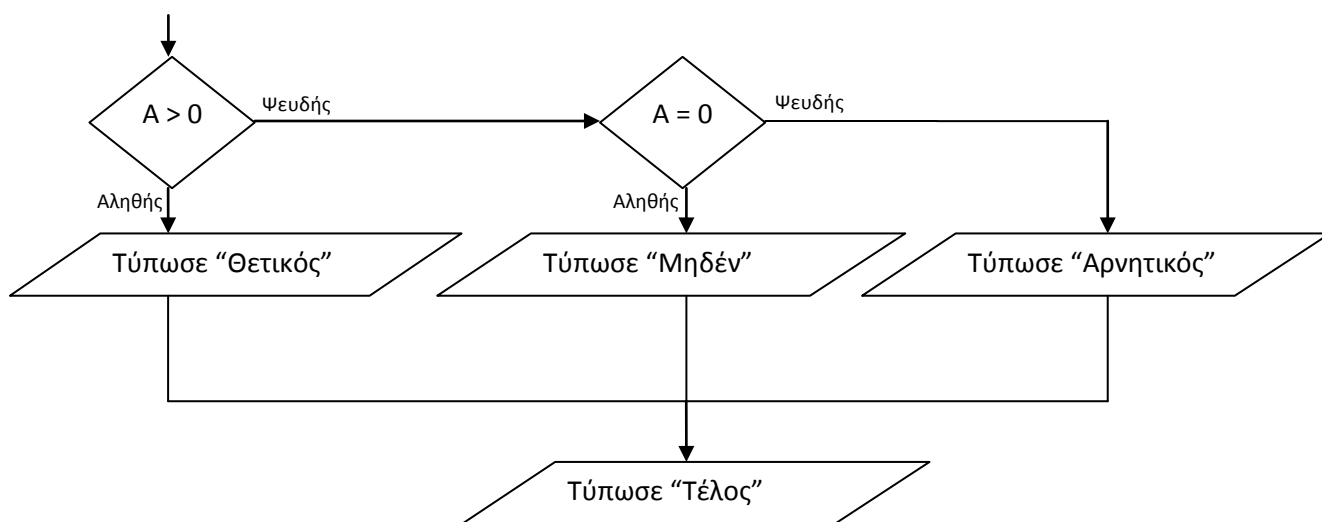 Α > 0
Ψευδής
Α = 0
Ψευδής
Αληθής
Αληθής
Τύπωσε “Θετικός”
Τύπωσε “Μηδέν”
Τύπωσε “Αρνητικός”
Τύπωσε “Τέλος”